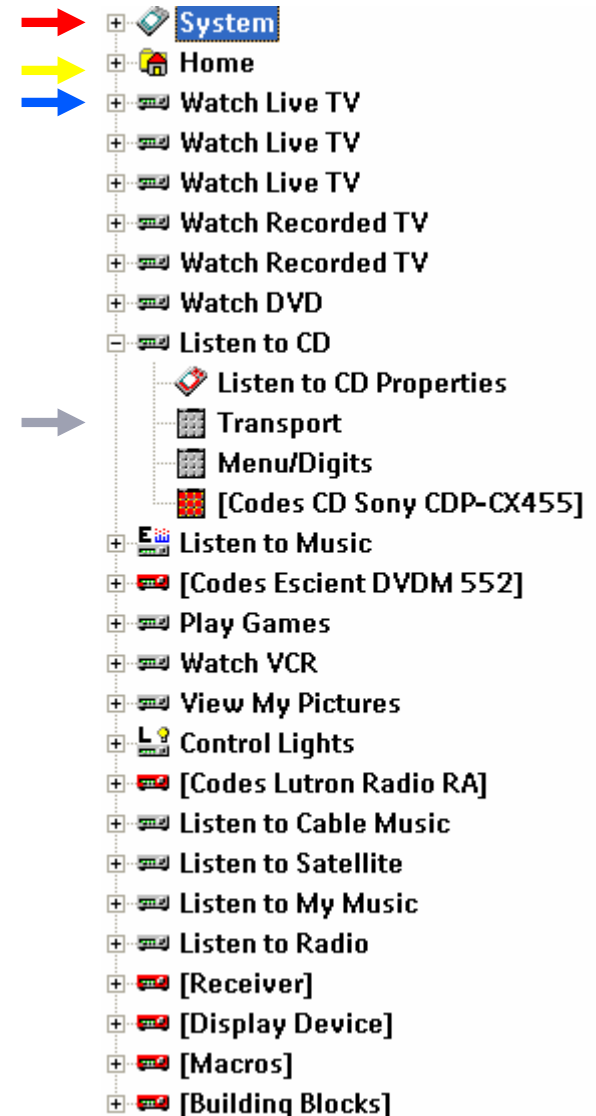 System
Home
Watch Live TV
Watch Live TV
Watch Live TV
Watch Recorded TV
Watch Recorded TV
Watch DVD
Listen to CD
Listen to CD Properties
Transport
Menu/Digits
[Codes CD Sony CDP-CX455]
E Listen to Music
[Codes Escient DVDM 552]
Play Games
Watch VCR
View My Pictures
L Control Lights
[Codes Lutron Radio RA]
Listen to Cable Music
Listen to Satellite
Listen to My Music
Listen to Radio
[Receiver]
[Display Device]
[Macros]
[Building Blocks]